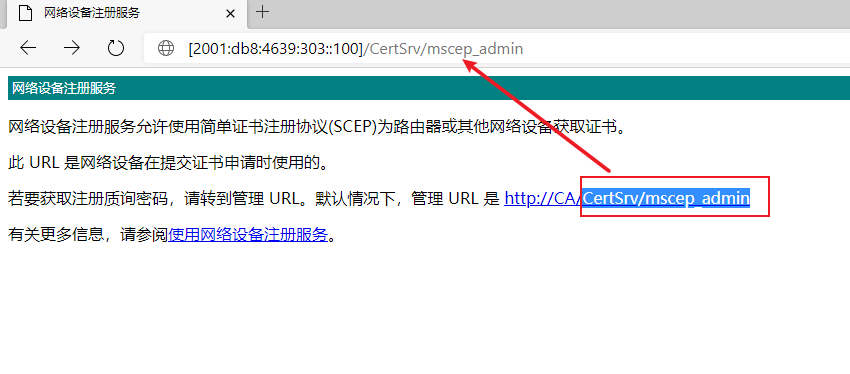 网络设备注册服务
[2001:db8:4639:303::100]/CertSrv/mscep_admin
网络设备注册服务
网络设备注册服务允许使用简单证书注册协议(SCEP)为路由器或其他网络设备获取证书。
此 URL 是网络设备在提交证书申请时使用的。
若要获取注册质询密码，请转到管理 URL。默认情况下，管理 URL 是 http://CA/CertSrv/mscep_admin
有关更多信息，请参阅使用网络设备注册服务。